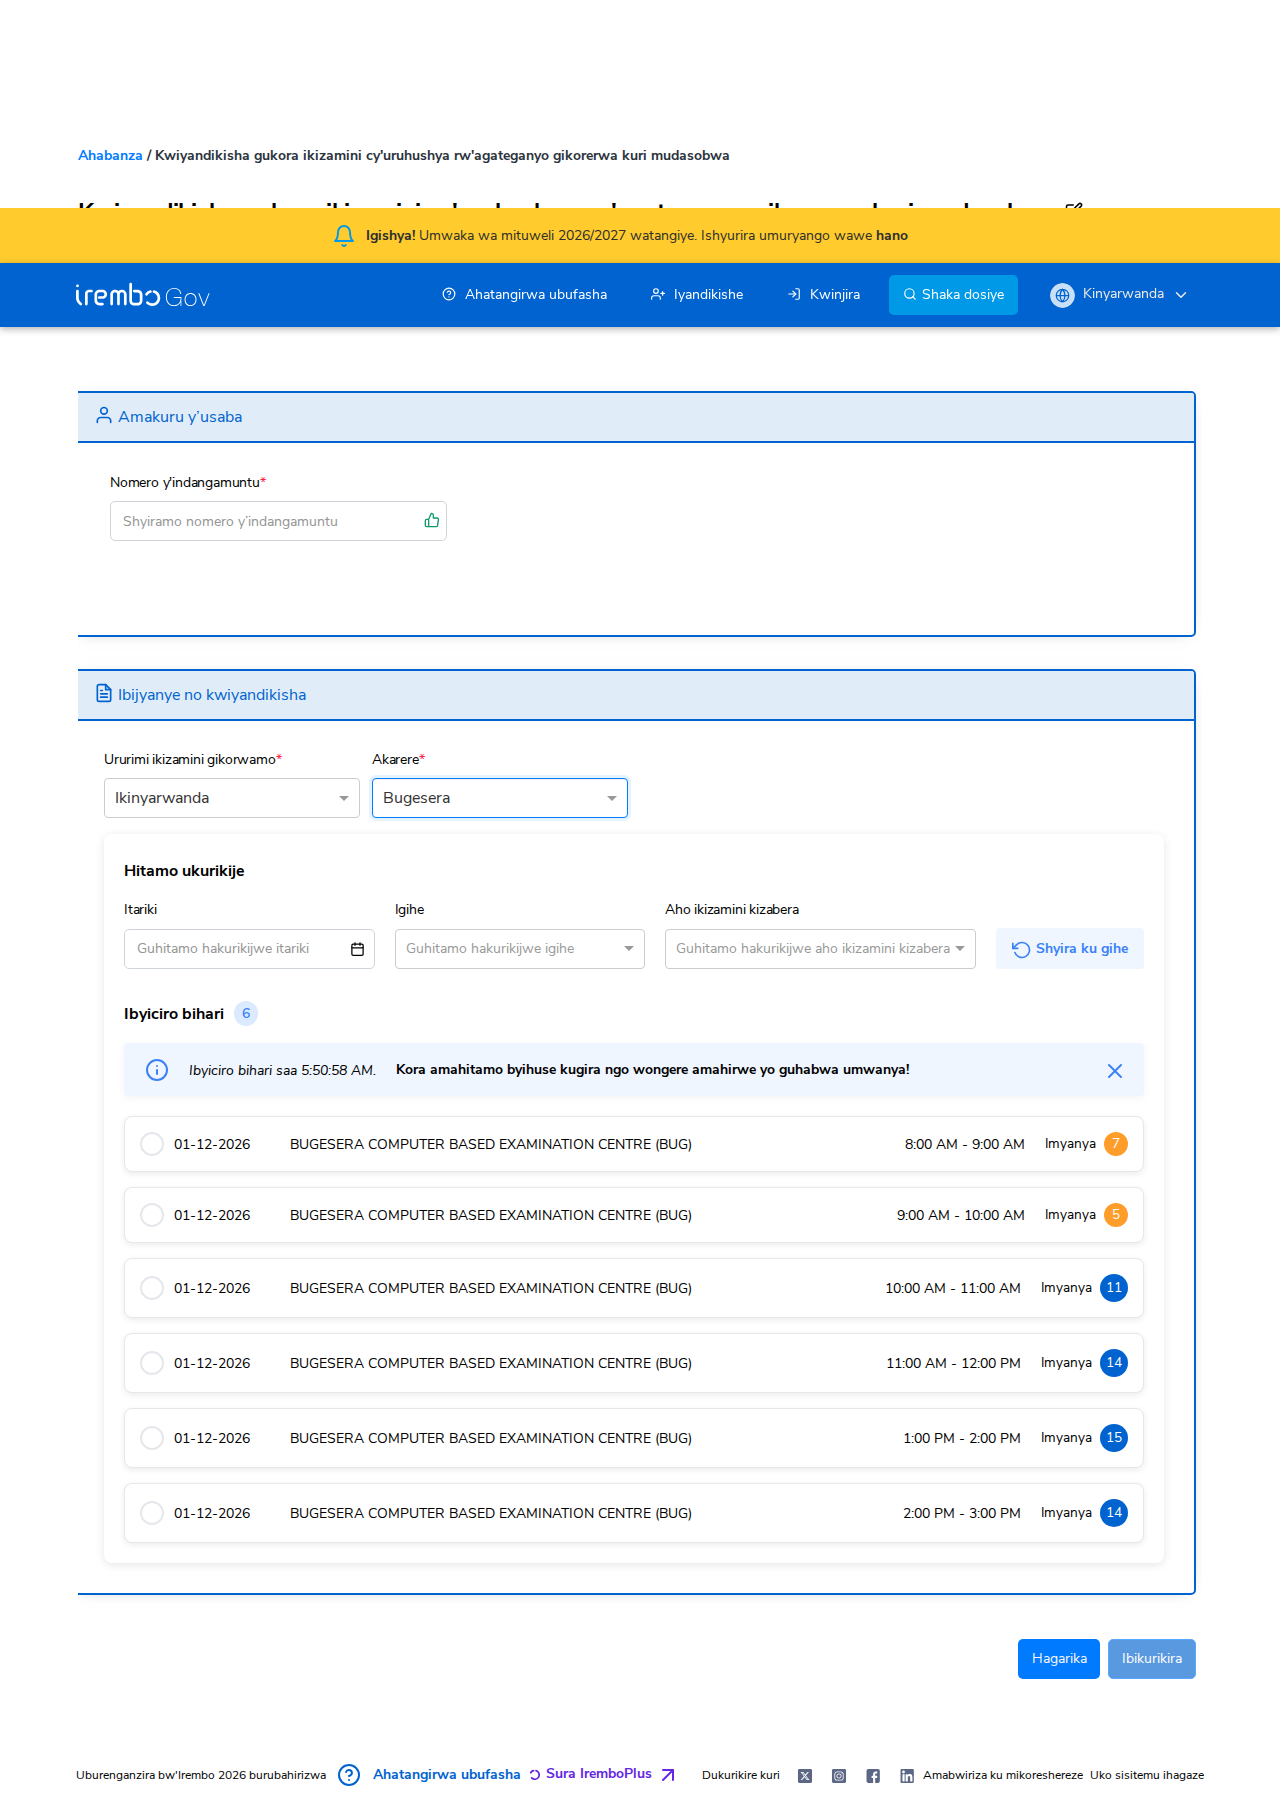 Ahabanza / Kwiyandikisha gukora ikizamini cy'uruhushya rw'agateganyo gikorerwa kuri mudasobwa
Igishya! Umwaka wa mituweli 2026/2027 watangiye. Ishyurira umuryango wawe hano
irembo Gov
Ahatangirwa ubufasha
Iyandikishe
Kwinjira
Shaka dosiye
Kinyarwanda
Amakuru y’usaba
Nomero y'indangamuntu*
Shyiramo nomero y’indangamuntu
Ibijyanye no kwiyandikisha
Ururimi ikizamini gikorwamo* Akarere*
Ikinyarwanda Bugesera
Hitamo ukurikije
Itariki Igihe Aho ikizamini kizabera
Guhitamo hakurikijwe itariki Guhitamo hakurikijwe igihe Guhitamo hakurikijwe aho ikizamini kizabera Shyira ku gihe
Ibyiciro bihari 6
Ibyiciro bihari saa 5:50:58 AM. Kora amahitamo byihuse kugira ngo wongere amahirwe yo guhabwa umwanya!
01-12-2026 BUGESERA COMPUTER BASED EXAMINATION CENTRE (BUG) 8:00 AM - 9:00 AM Imyanya 7
01-12-2026 BUGESERA COMPUTER BASED EXAMINATION CENTRE (BUG) 9:00 AM - 10:00 AM Imyanya 5
01-12-2026 BUGESERA COMPUTER BASED EXAMINATION CENTRE (BUG) 10:00 AM - 11:00 AM Imyanya 11
01-12-2026 BUGESERA COMPUTER BASED EXAMINATION CENTRE (BUG) 11:00 AM - 12:00 PM Imyanya 14
01-12-2026 BUGESERA COMPUTER BASED EXAMINATION CENTRE (BUG) 1:00 PM - 2:00 PM Imyanya 15
01-12-2026 BUGESERA COMPUTER BASED EXAMINATION CENTRE (BUG) 2:00 PM - 3:00 PM Imyanya 14
Hagarika Ibikurikira
Uburenganzira bw'Irembo 2026 burubahirizwa Ahatangirwa ubufasha Sura IremboPlus Dukurikire kuri Amabwiriza ku mikoreshereze Uko sisitemu ihagaze